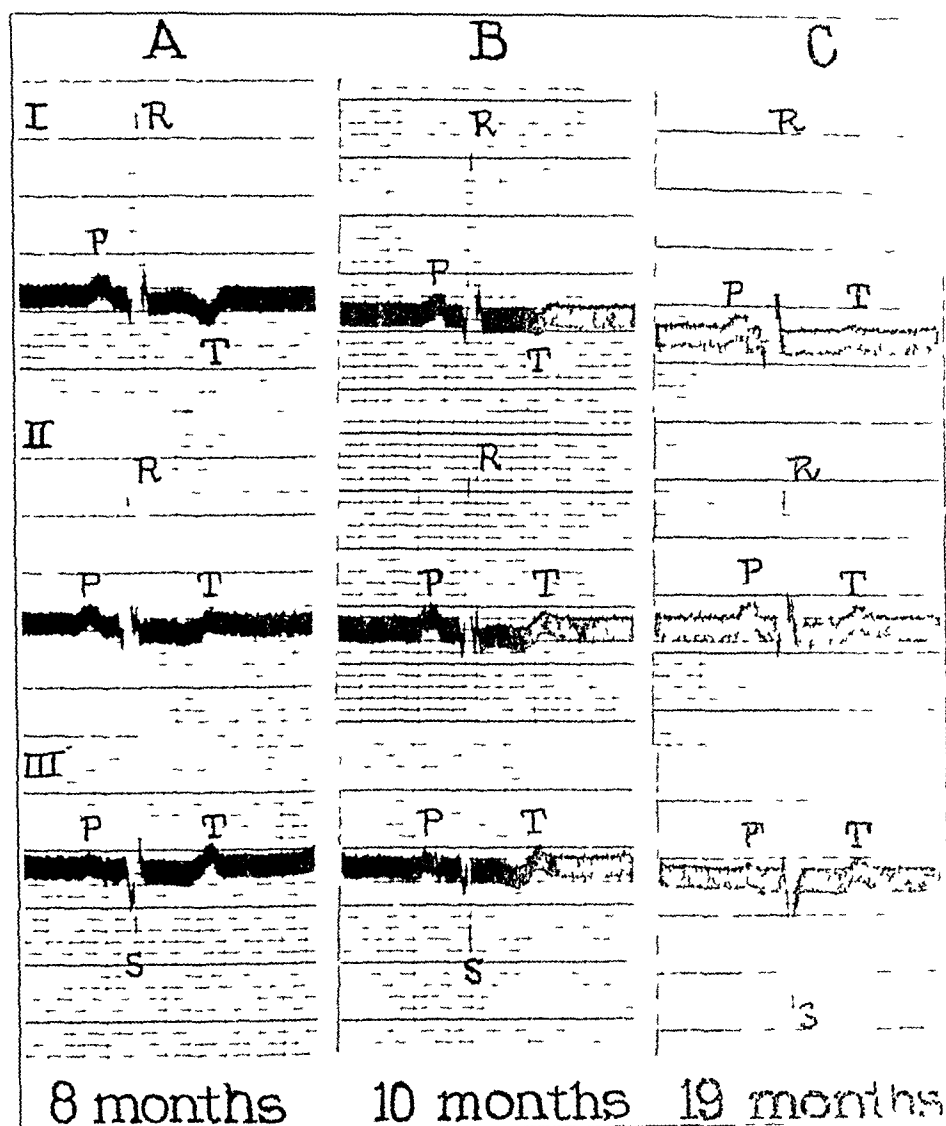 A B C
I R R R
P P P T
T T
II R R R
P T P T P T
III
P T P T P T
S S S
8 months 10 months 19 months